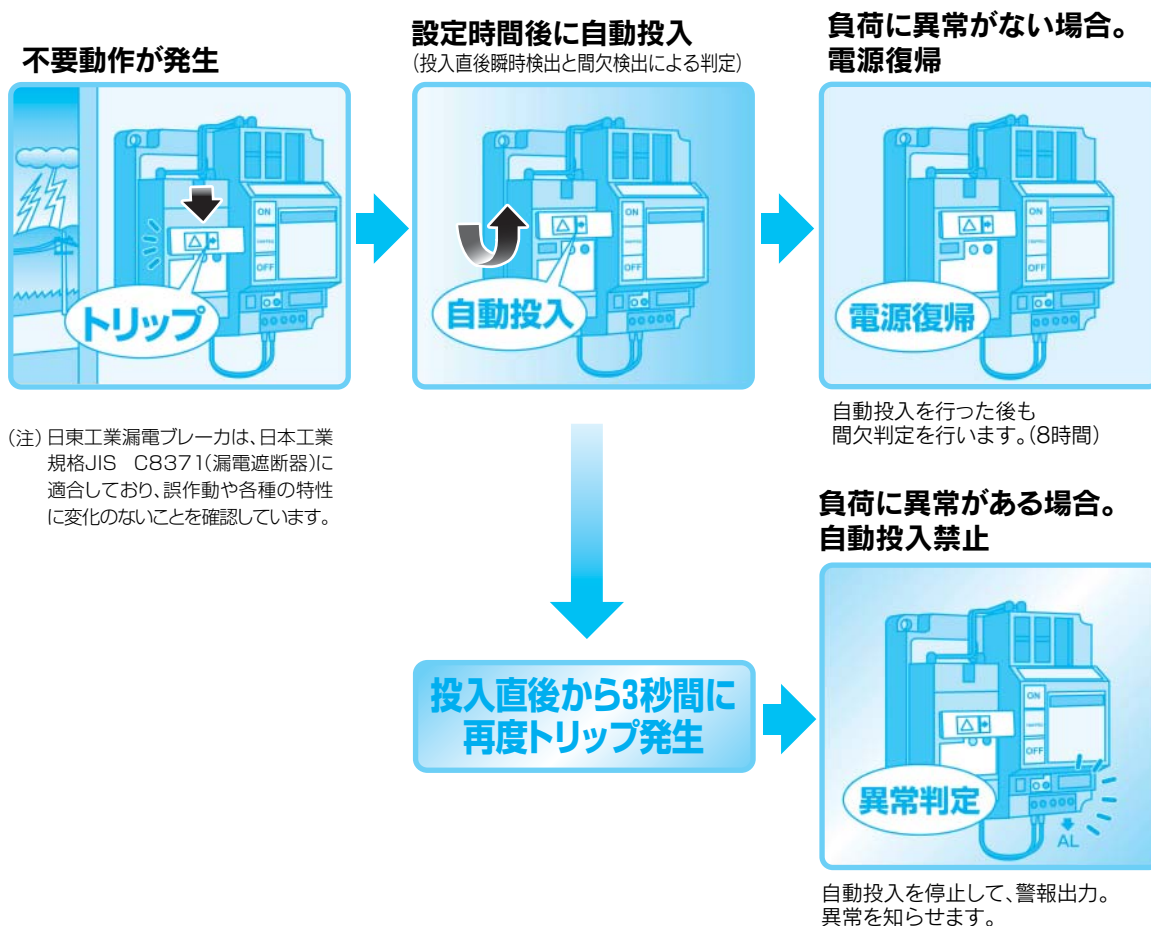 不要動作が発生
トリップ
ON
OFF
(注)日東工業漏電ブレーカは、日本工業
規格JIS C8371(漏電遮断器)に
適合しており、誤作動や各種の特性
に変化のないことを確認しています。
設定時間後に自動投入
(投入直後瞬時検出と間欠検出による判定)
ON
OFF
自動投入
負荷に異常がない場合。
電源復帰
ON
OFF
電源復帰
自動投入を行った後も
間欠判定を行います。(8時間)
投入直後から3秒間に
再度トリップ発生
負荷に異常がある場合。
自動投入禁止
ON
OFF
異常判定
AL
自動投入を停止して、警報出力。
異常を知らせます。